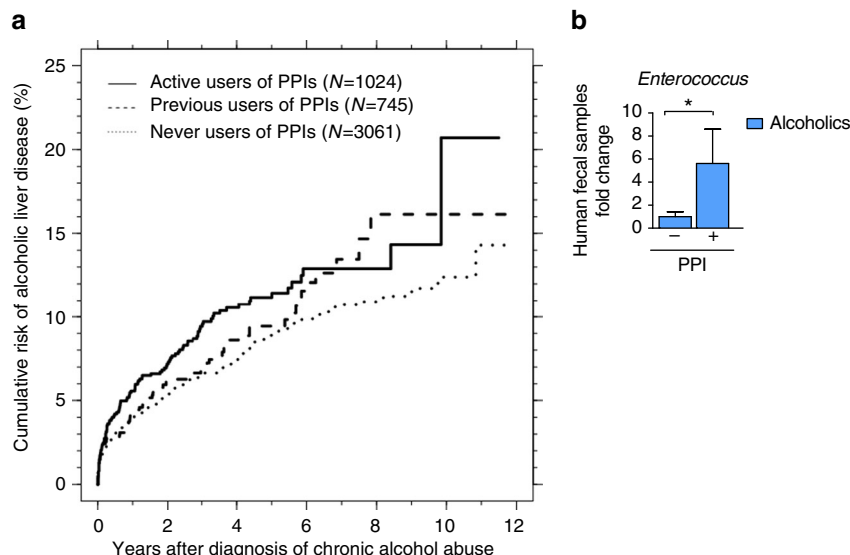 a
Cumulative risk of alcoholic liver disease (%)
25
20
15
10
5
0
Active users of PPIs (N=1024)
Previous users of PPIs (N=745)
Never users of PPIs (N=3061)
0 2 4 6 8 10 12
Years after diagnosis of chronic alcohol abuse
b
Enterococcus
Human fecal samples
fold change
10
8
6
4
2
0
*
Alcoholics
− +
PPI